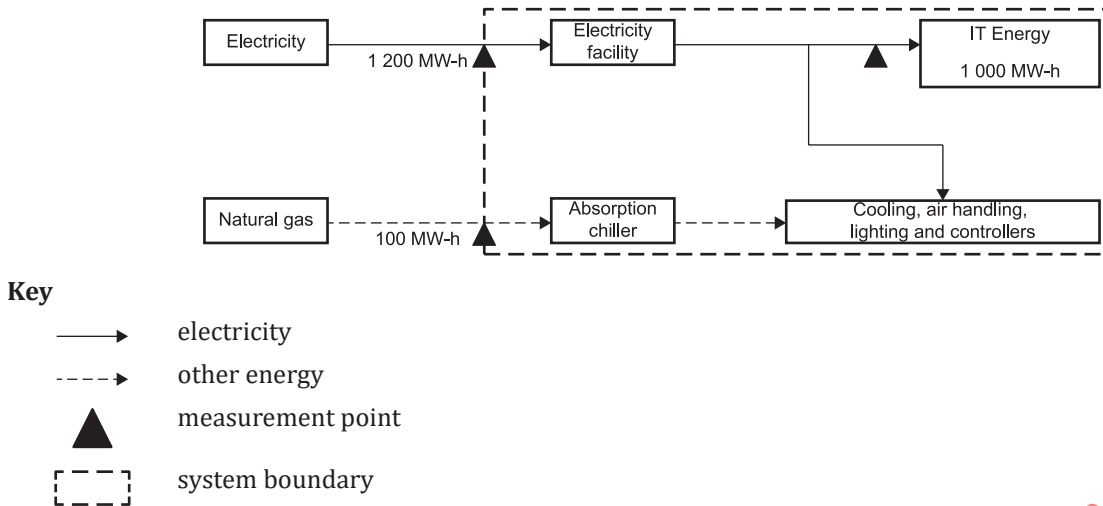 Electricity
1 200 MW-h
Electricity
facility
IT Energy
1 000 MW-h
Natural gas
100 MW-h
Absorption
chiller
Cooling, air handling,
lighting and controllers
Key
electricity
other energy
measurement point
system boundary